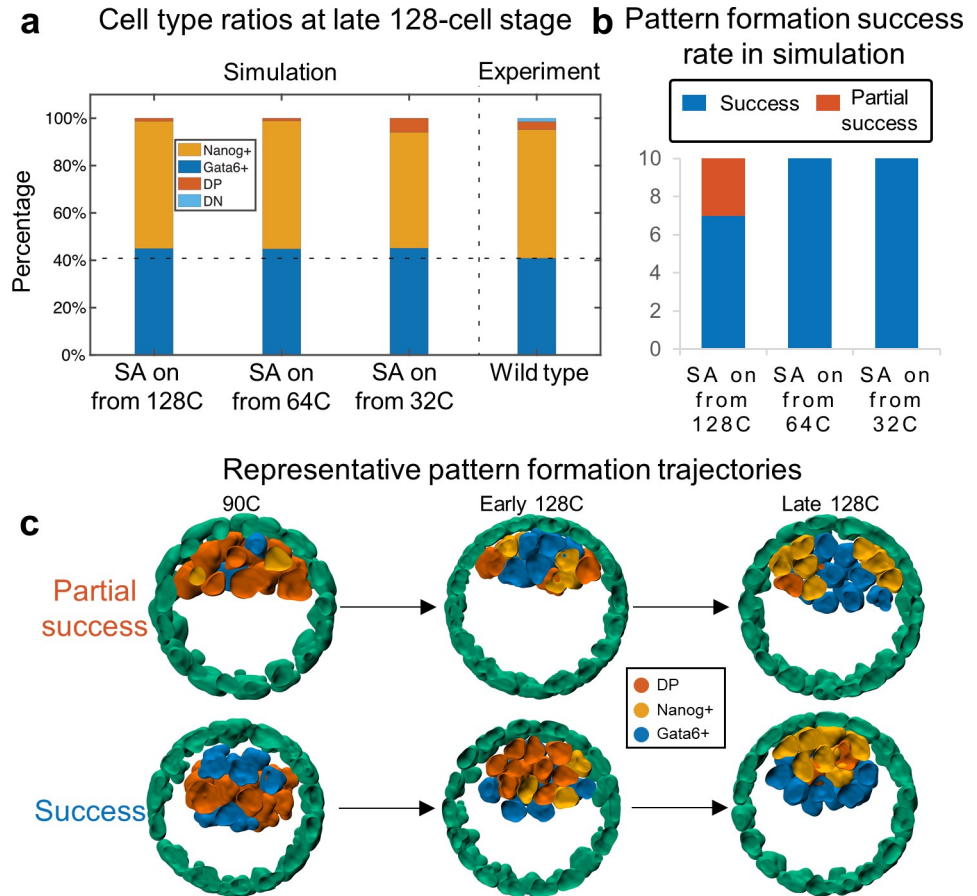 a
Cell type ratios at late 128-cell stage
Simulation
Experiment
Percentage
100%
80%
60%
40%
20%
0%
Nanog+
Gata6+
DP
DN
SA on
from 128C
SA on
from 64C
SA on
from 32C
Wild type
b
Pattern formation success
rate in simulation
Success
Partial
success
10
8
6
4
2
0
SA on
from
128C
SA on
from
64C
SA on
from
32C
Representative pattern formation trajectories
c
90C
Early 128C
Late 128C
Partial
success
DP
Nanog+
Gata6+
Success